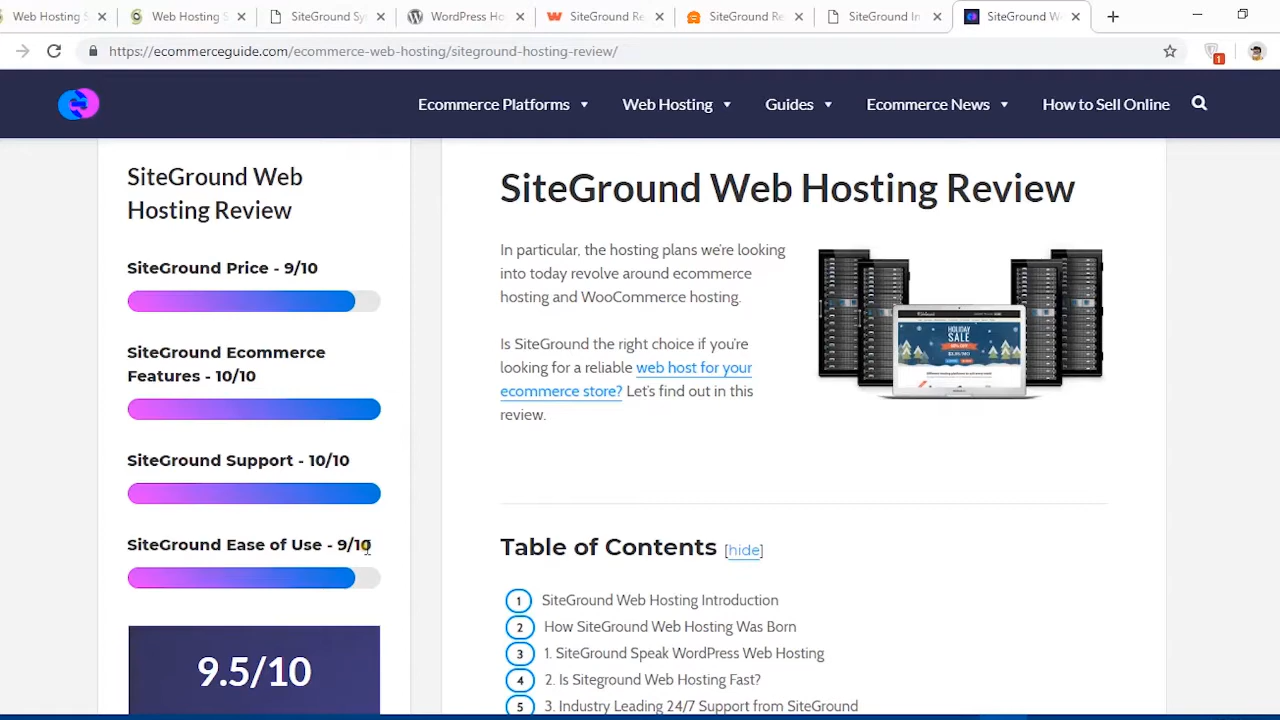 Web Hosting S
Web Hosting S
SiteGround Sy
WordPress Ho
SiteGround Re
SiteGround Re
SiteGround In
SiteGround W
https://ecommerceguide.com/ecommerce-web-hosting/siteground-hosting-review/
1
Ecommerce Platforms
Web Hosting
Guides
Ecommerce News
How to Sell Online
SiteGround Web
Hosting Review
SiteGround Price - 9/10
SiteGround Ecommerce
Features - 10/10
SiteGround Support - 10/10
SiteGround Ease of Use - 9/10
9.5/10
SiteGround Web Hosting Review
In particular, the hosting plans we're looking
into today revolve around ecommerce
hosting and WooCommerce hosting.
Is SiteGround the right choice if you're
looking for a reliable web host for your
ecommerce store? Let's find out in this
review.
HOLIDAY
SALE
Table of Contents [hide]
1 SiteGround Web Hosting Introduction
2 How SiteGround Web Hosting Was Born
3 1. SiteGround Speak WordPress Web Hosting
4 2. Is Siteground Web Hosting Fast?
5 3. Industry Leading 24/7 Support from SiteGround